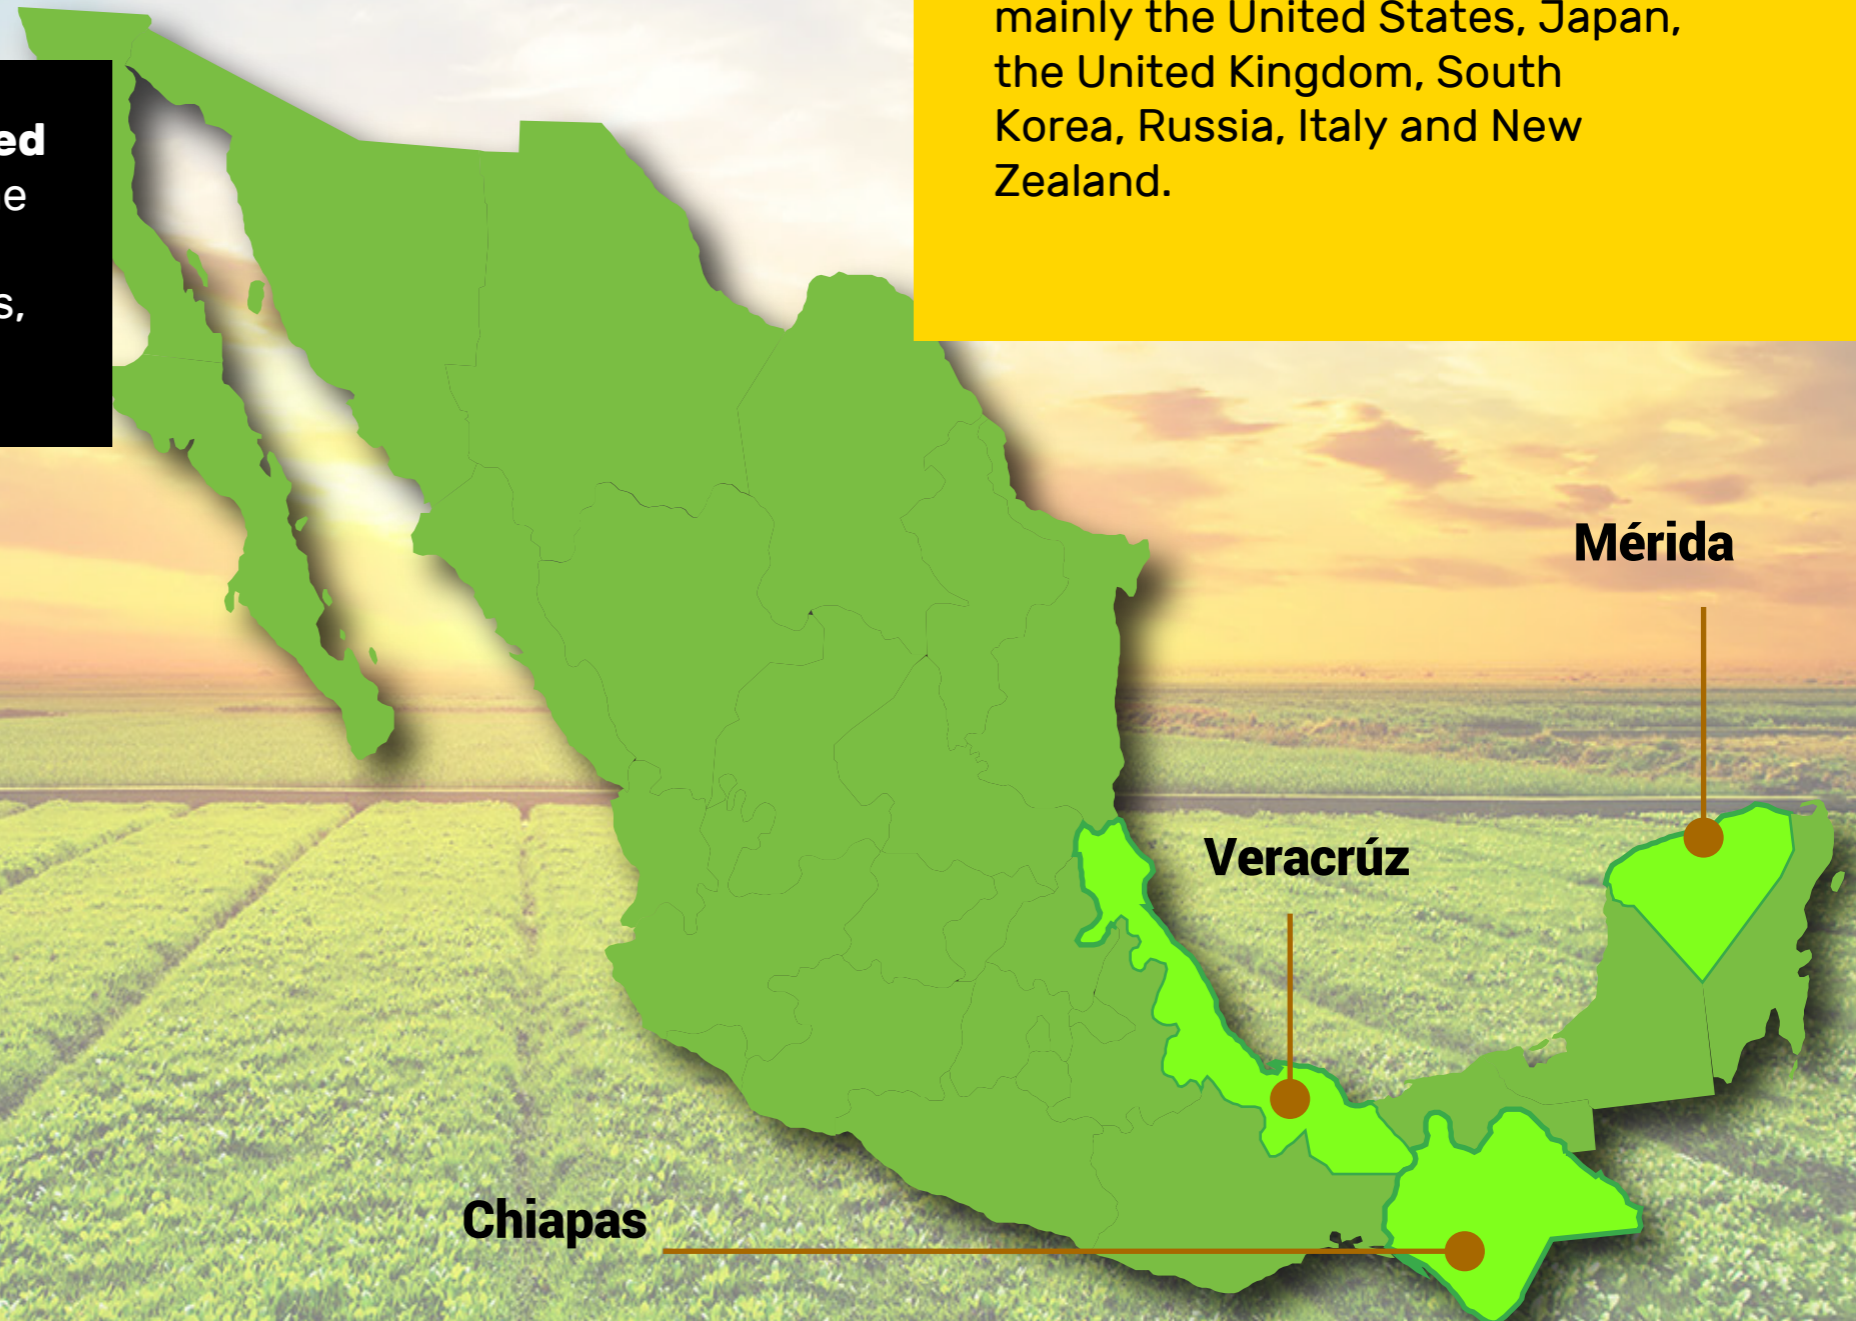 mainly the United States, Japan,
the United Kingdom, South
Korea, Russia, Italy and New
Zealand.
ed
e
s,
Mérida
Veracrúz
Chiapas